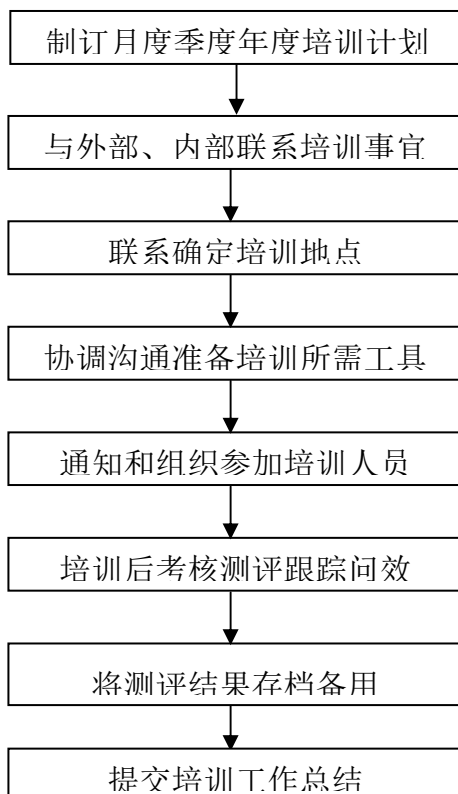 制订月度季度年度培训计划
与外部、内部联系培训事宜
联系确定培训地点
协调沟通准备培训所需工具
通知和组织参加培训人员
培训后考核测评跟踪问效
将测评结果存档备用
提交培训工作总结